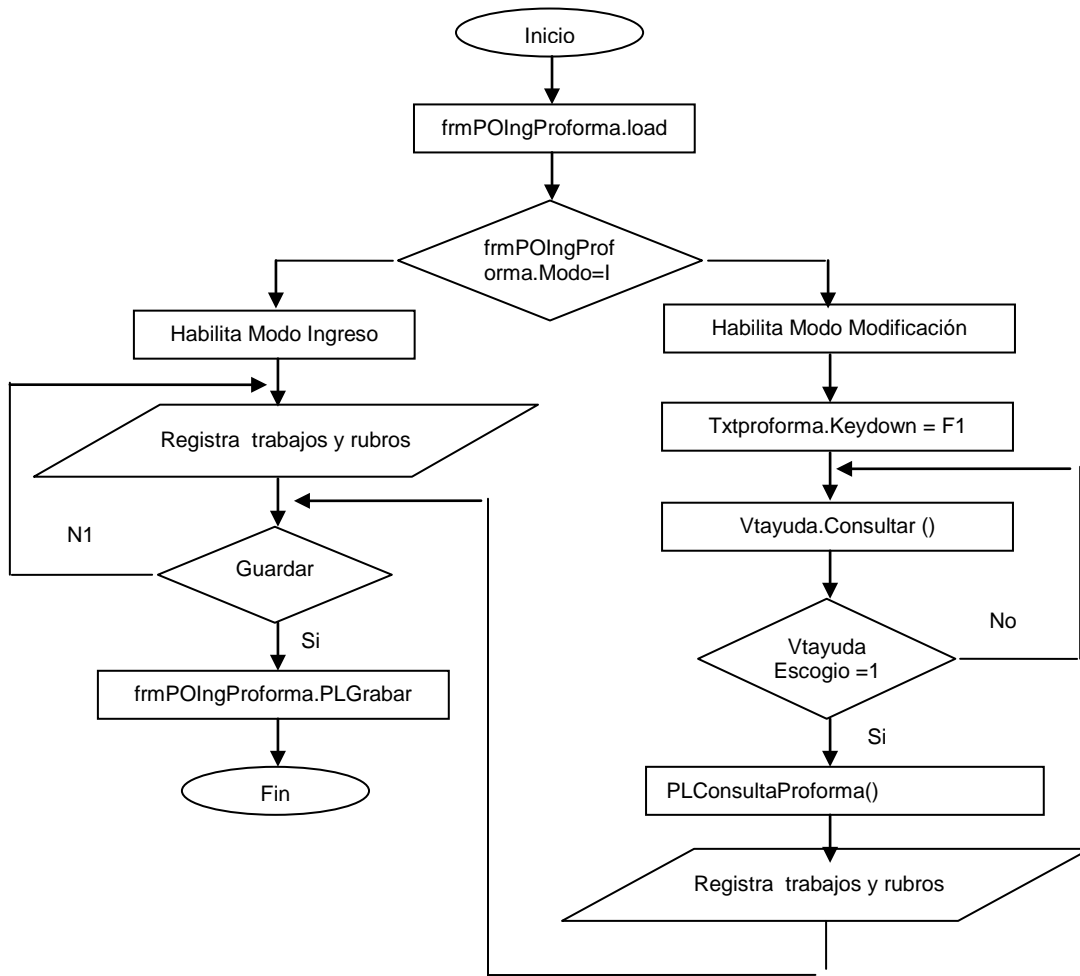 Inicio
frmPOIngProforma.load
frmPOIngProf
orma.Modo=I
Habilita Modo Ingreso
Registra trabajos y rubros
N1
Guardar
Si
frmPOIngProforma.PLGrabar
Fin
Habilita Modo Modificación
Txtproforma.Keydown = F1
Vtayuda.Consultar ()
Vtayuda
Escogio =1
No
Si
PLConsultaProforma()
Registra trabajos y rubros